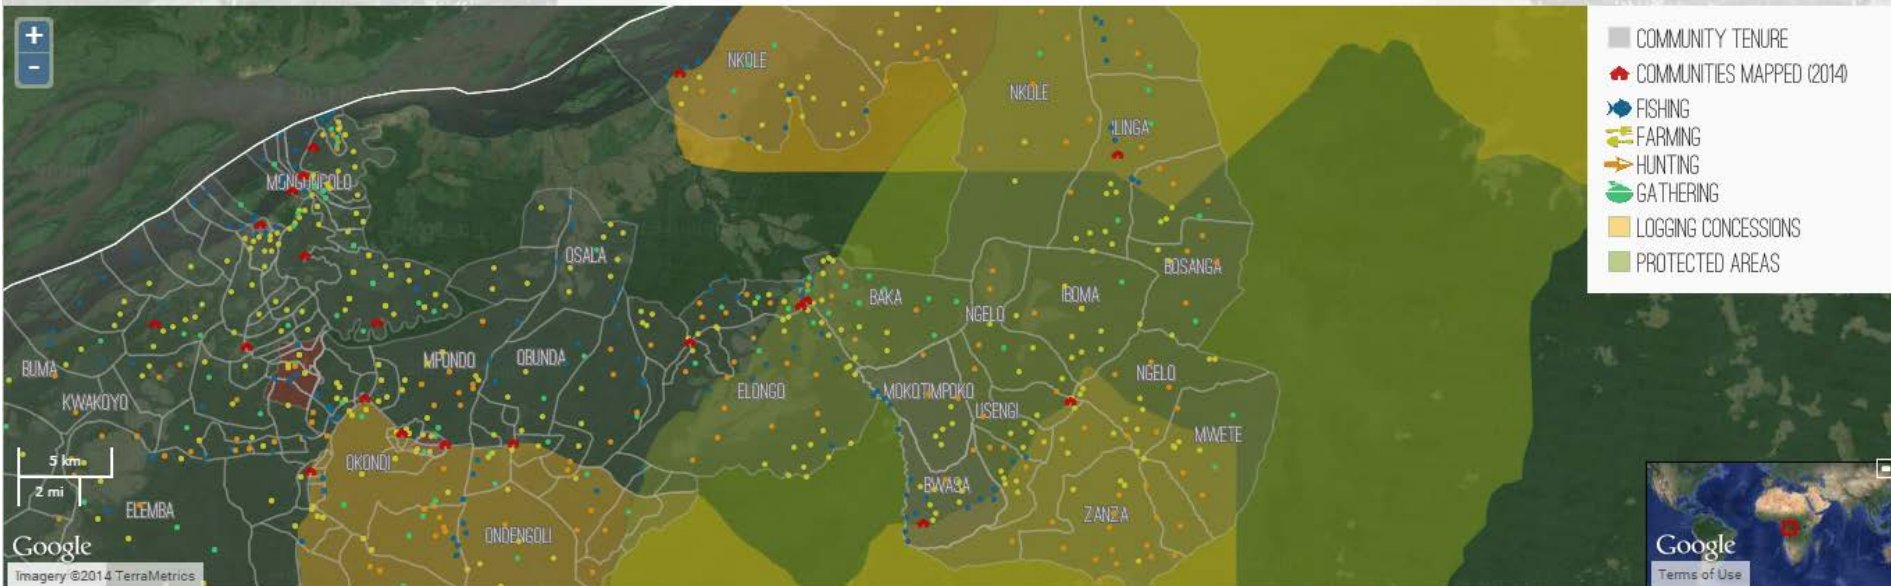 +
-
COMMUNITY TENURE
COMMUNITIES MAPPED (2014)
FISHING
FARMING
HUNTING
GATHERING
LOGGING CONCESSIONS
PROTECTED AREAS
NKOLE
NKOLE
ILINGA
MONGONGOLO
OSALA
BOSANGA
BAKA
IBOMA
NGELO
MPONDO
OBUNDA
BUMA
NGELO
ELONGO
MOKOTIMPOKO
KWAKOYO
USENGI
MWETE
OKONDI
5 km
2 mi
BWASA
ELEMBA
ZANZA
ONDENGOLI
Google
Imagery ©2014 TerraMetrics
Google
Terms of Use